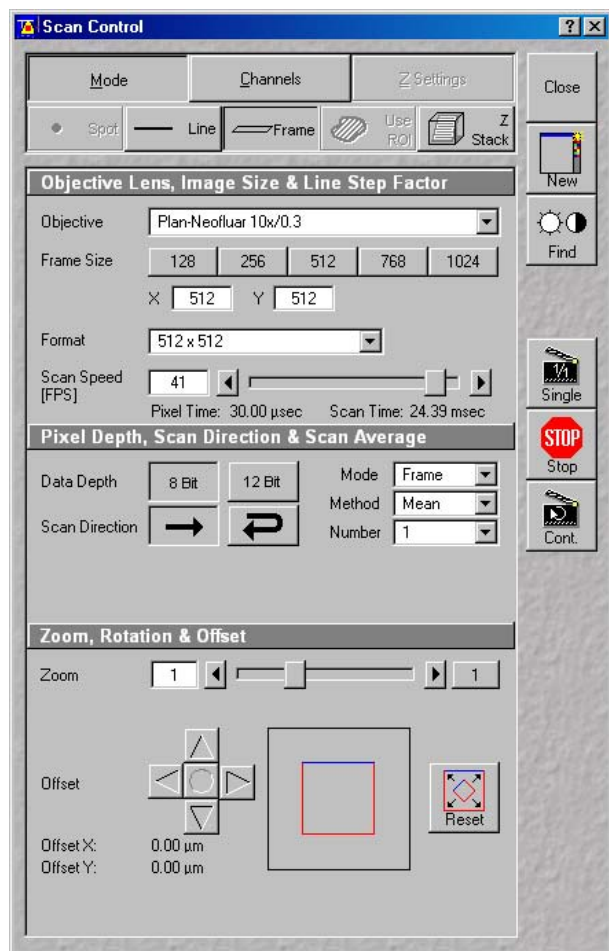 Scan Control
Mode Channels Z Settings
Close
Spot Line Frame Use ROI Z Stack
New
Objective Lens, Image Size & Line Step Factor
Find
Objective Plan-Neofluar 10x/0.3
Frame Size 128 256 512 768 1024
X 512 Y 512
Format 512 x 512
Scan Speed [FPS] 41
Pixel Time: 30.00 µsec Scan Time: 24.39 msec
1/1
Single
Pixel Depth, Scan Direction & Scan Average
STOP
Stop
Data Depth 8 Bit 12 Bit Mode Frame
Method Mean
Scan Direction Number 1
Cont.
Zoom, Rotation & Offset
Zoom 1 1
Offset
Reset
Offset X: 0.00 µm
Offset Y: 0.00 µm